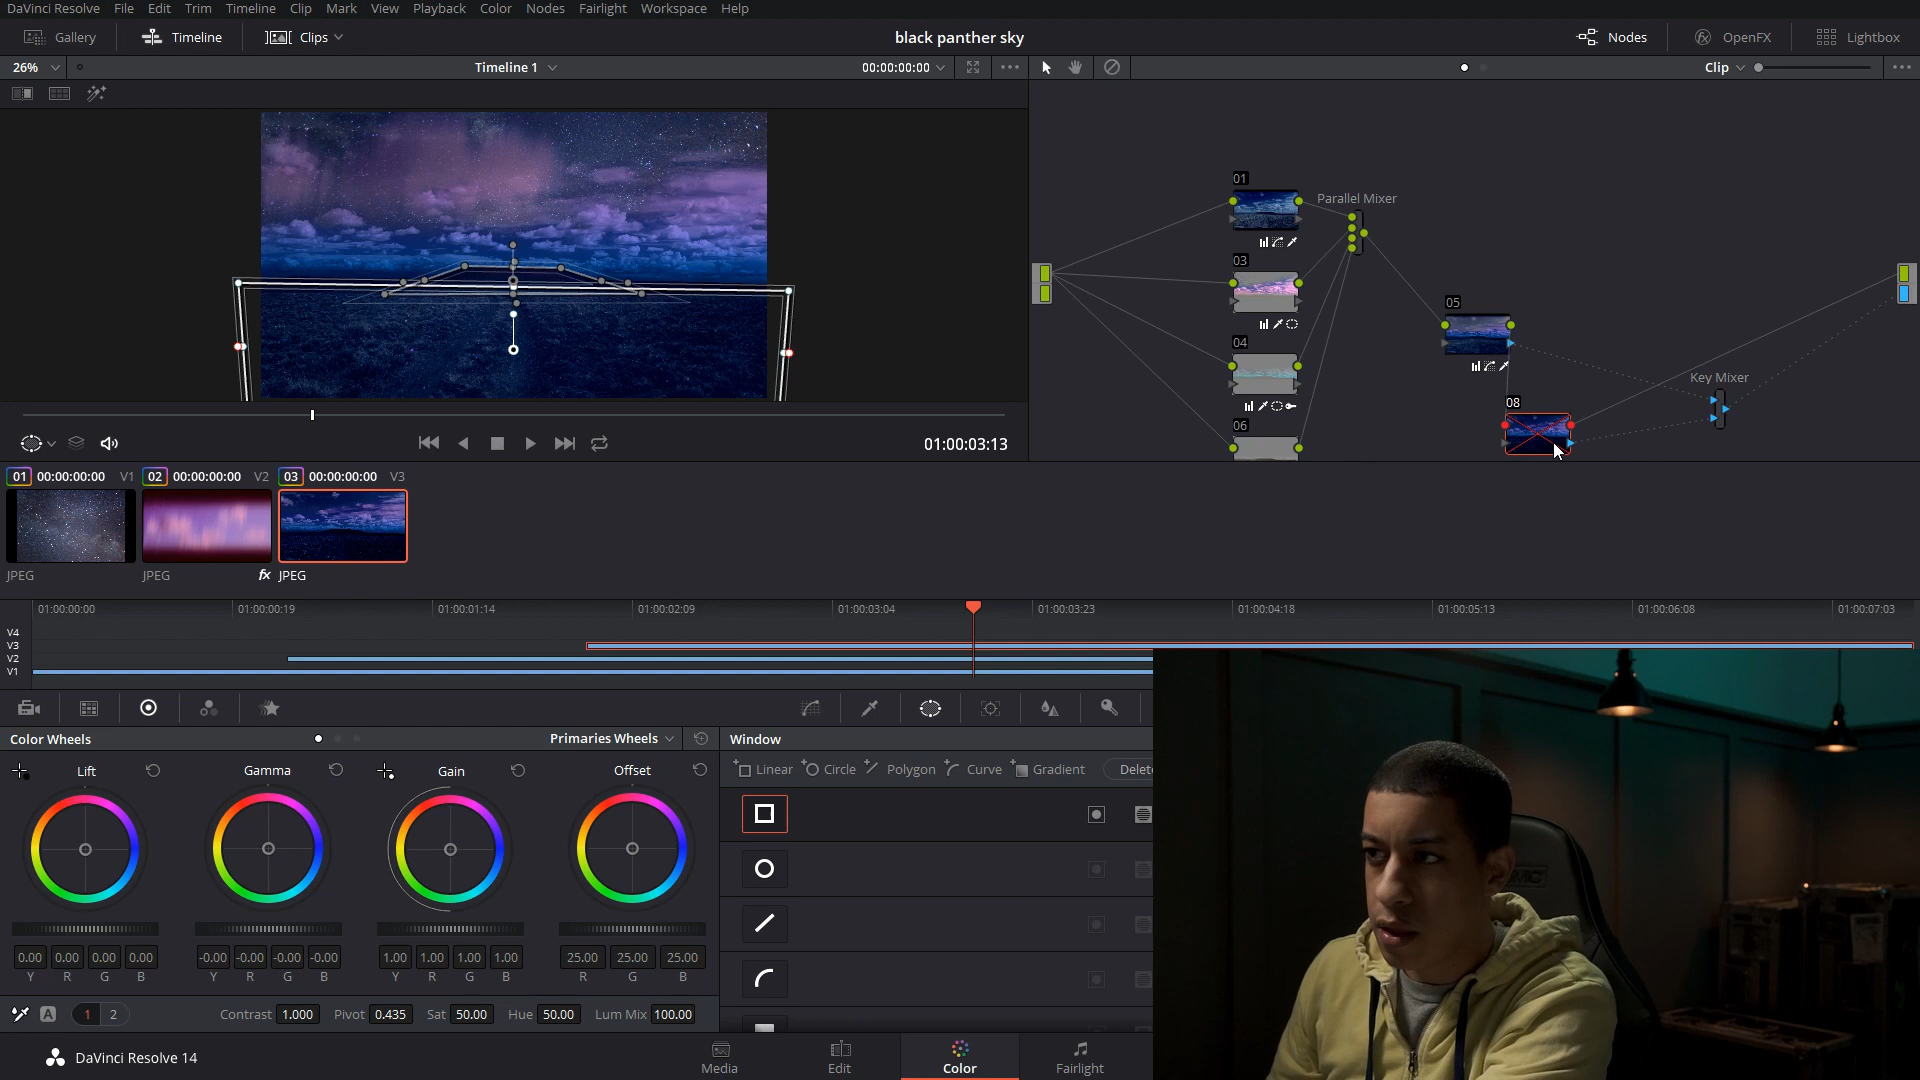 DaVinci Resolve File Edit Trim Timeline Clip Mark View Playback Color Nodes Fairlight Workspace Help
Gallery Timeline Clips black panther sky Nodes OpenFX Lightbox
26% Timeline 1 00:00:00:00 Clip
01
Parallel Mixer
03
05
04
Key Mixer
08
06
01:00:03:13
01 00:00:00:00 V1 02 00:00:00:00 V2 03 00:00:00:00 V3
JPEG JPEG fx JPEG
01:00:00:00 01:00:00:19 01:00:01:14 01:00:02:09 01:00:03:04 01:00:03:23 01:00:04:18 01:00:05:13 01:00:06:08 01:00:07:03
V4
V3
V2
V1
Color Wheels Primaries Wheels Window
Lift Gamma Gain Offset Linear Circle Polygon Curve Gradient Delet
0.00 0.00 0.00 0.00 -0.00 -0.00 -0.00 -0.00 1.00 1.00 1.00 1.00 25.00 25.00 25.00
Y R G B Y R G B Y R G B R G B
A 1 2 Contrast 1.000 Pivot 0.435 Sat 50.00 Hue 50.00 Lum Mix 100.00
DaVinci Resolve 14 Media Edit Color Fairlight